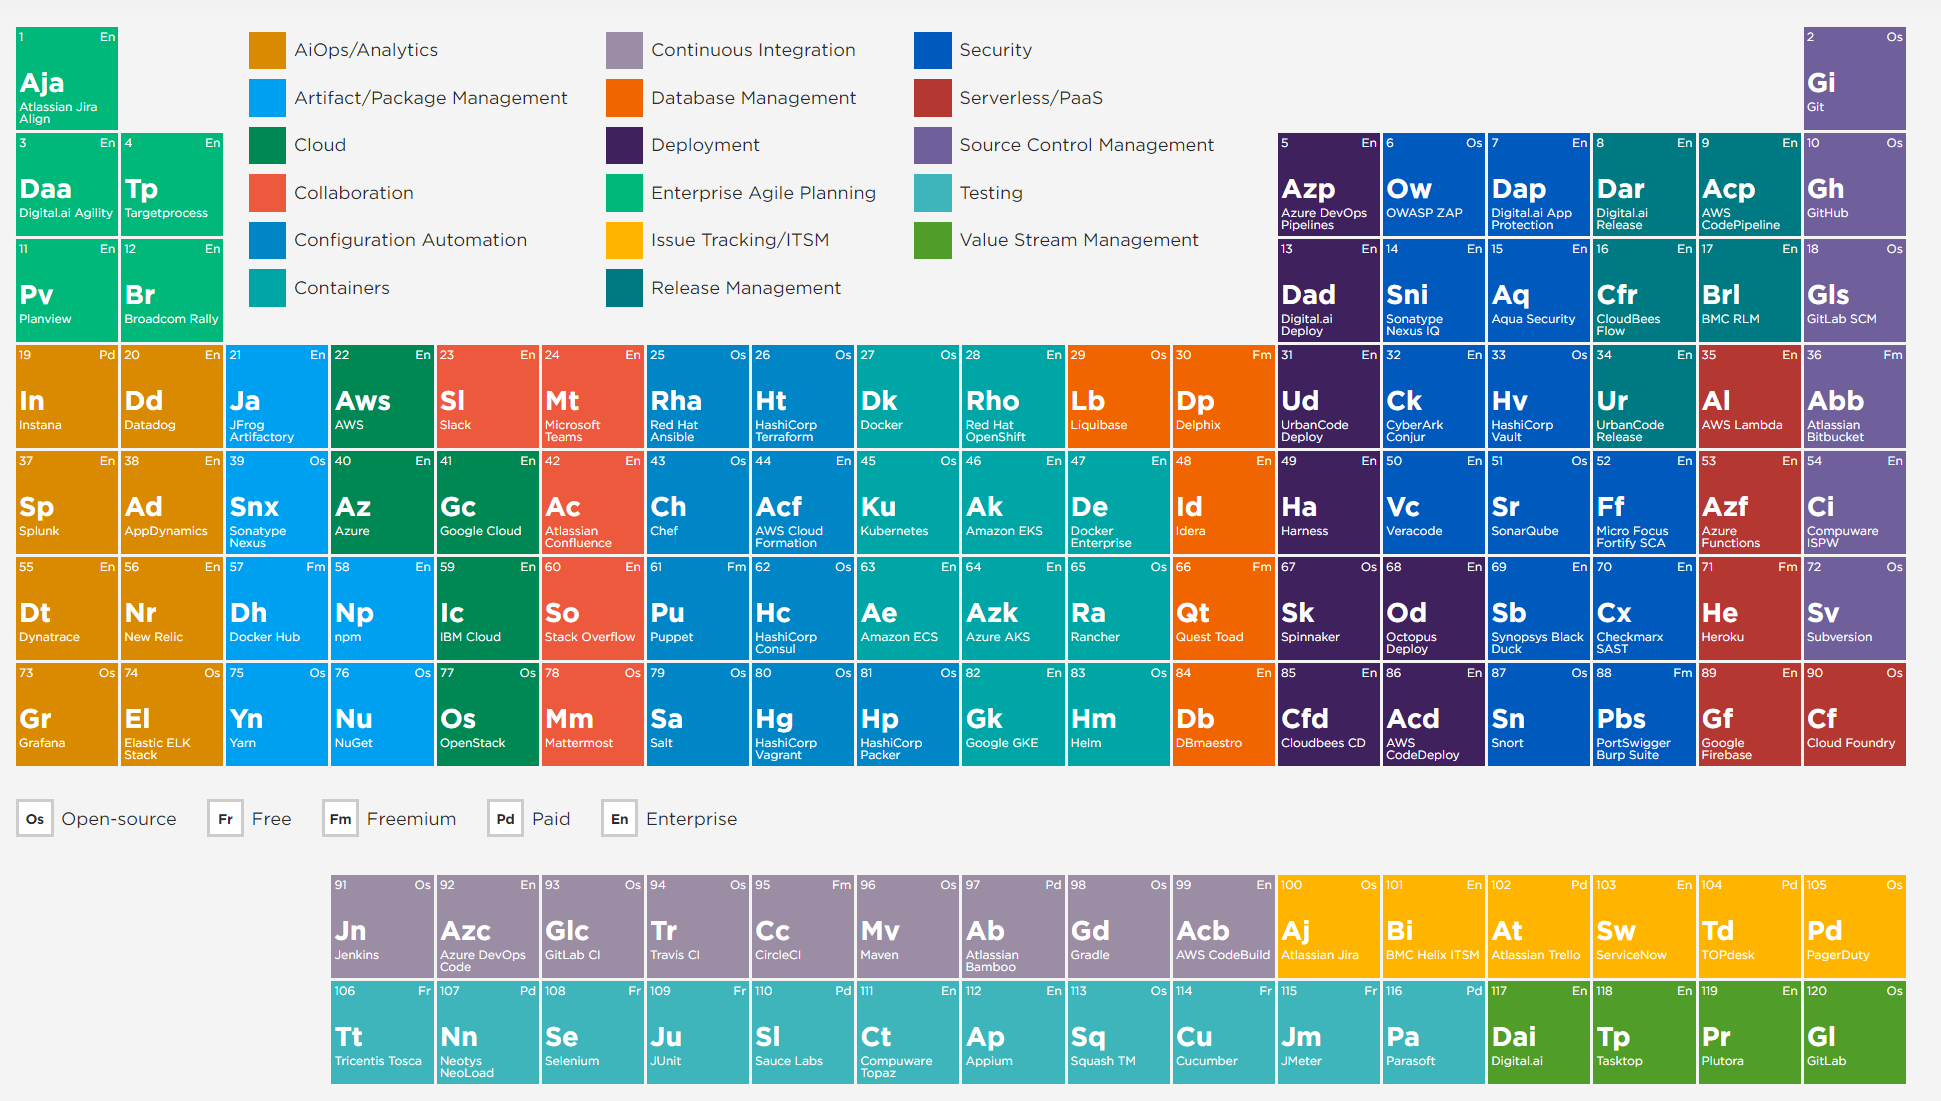 1 En
Aja
Atlassian Jira
Align
AiOps/Analytics
Artifact/Package Management
Cloud
Collaboration
Configuration Automation
Containers
Continuous Integration
Database Management
Deployment
Enterprise Agile Planning
Issue Tracking/ITSM
Release Management
Security
Serverless/PaaS
Source Control Management
Testing
Value Stream Management
2 Os
Gi
Git
3 En
Daa
Digital.ai Agility
4 En
Tp
Targetprocess
5 En
Azp
Azure DevOps
Pipelines
6 Os
Ow
OWASP ZAP
7 En
Dap
Digital.ai App
Protection
8 En
Dar
Digital.ai
Release
9 En
Acp
AWS
CodePipeline
10 Os
Gh
GitHub
11 En
Pv
Planview
12 En
Br
Broadcom Rally
13 En
Dad
Digital.ai
Deploy
14 En
Sni
Sonatype
Nexus IQ
15 En
Aq
Aqua Security
16 En
Cfr
CloudBees
Flow
17 En
Brl
BMC RLM
18 Os
Gls
GitLab SCM
19 Pd
In
Instana
20 En
Dd
Datadog
21 En
Ja
JFrog
Artifactory
22 En
Aws
AWS
23 En
Sl
Slack
24 En
Mt
Microsoft
Teams
25 Os
Rha
Red Hat
Ansible
26 Os
Ht
HashiCorp
Terraform
27 Os
Dk
Docker
28 En
Rho
Red Hat
OpenShift
29 Os
Lb
Liquibase
30 Fm
Dp
Delphix
31 En
Ud
UrbanCode
Deploy
32 En
Ck
CyberArk
Conjur
33 Os
Hv
HashiCorp
Vault
34 En
Ur
UrbanCode
Release
35 En
Al
AWS Lambda
36 Fm
Abb
Atlassian
Bitbucket
37 En
Sp
Splunk
38 En
Ad
AppDynamics
39 Os
Snx
Sonatype
Nexus
40 En
Az
Azure
41 En
Gc
Google Cloud
42 En
Ac
Atlassian
Confluence
43 Os
Ch
Chef
44 En
Acf
AWS Cloud
Formation
45 Os
Ku
Kubernetes
46 En
Ak
Amazon EKS
47 En
De
Docker
Enterprise
48 En
Id
Idera
49 En
Ha
Harness
50 En
Vc
Veracode
51 Os
Sr
SonarQube
52 En
Ff
Micro Focus
Fortify SCA
53 En
Azf
Azure
Functions
54 En
Ci
Compuware
ISPW
55 En
Dt
Dynatrace
56 En
Nr
New Relic
57 Fm
Dh
Docker Hub
58 En
Np
npm
59 En
Ic
IBM Cloud
60 En
So
Stack Overflow
61 Fm
Pu
Puppet
62 Os
Hc
HashiCorp
Consul
63 En
Ae
Amazon ECS
64 En
Azk
Azure AKS
65 Os
Ra
Rancher
66 Fm
Qt
Quest Toad
67 Os
Sk
Spinnaker
68 En
Od
Octopus
Deploy
69 En
Sb
Synopsys Black
Duck
70 En
Cx
Checkmarx
SAST
71 Fm
He
Heroku
72 Os
Sv
Subversion
73 Os
Gr
Grafana
74 Os
El
Elastic ELK
Stack
75 Os
Yn
Yarn
76 Os
Nu
NuGet
77 Os
Os
OpenStack
78 Os
Mm
Mattermost
79 Os
Sa
Salt
80 Os
Hg
HashiCorp
Vagrant
81 Os
Hp
HashiCorp
Packer
82 En
Gk
Google GKE
83 Os
Hm
Helm
84 En
Db
DBmaestro
85 En
Cfd
Cloudbees CD
86 En
Acd
AWS
CodeDeploy
87 Os
Sn
Snort
88 Fm
Pbs
PortSwigger
Burp Suite
89 En
Gf
Google
Firebase
90 Os
Cf
Cloud Foundry
Os Open-source
Fr Free
Fm Freemium
Pd Paid
En Enterprise
91 Os
Jn
Jenkins
92 En
Azc
Azure DevOps
Code
93 Os
Glc
GitLab CI
94 Os
Tr
Travis CI
95 Fm
Cc
CircleCI
96 Os
Mv
Maven
97 Pd
Ab
Atlassian
Bamboo
98 Os
Gd
Gradle
99 En
Acb
AWS CodeBuild
100 Os
Aj
Atlassian Jira
101 En
Bi
BMC Helix ITSM
102 Pd
At
Atlassian Trello
103 En
Sw
ServiceNow
104 Pd
Td
TOPdesk
105 Os
Pd
PagerDuty
106 Fr
Tt
Tricentis Tosca
107 Pd
Nn
Neotys
NeoLoad
108 Fr
Se
Selenium
109 Fr
Ju
JUnit
110 Pd
Sl
Sauce Labs
111 En
Ct
Compuware
Topaz
112 En
Ap
Appium
113 Os
Sq
Squash TM
114 Fr
Cu
Cucumber
115 Fr
Jm
JMeter
116 Pd
Pa
Parasoft
117 En
Dai
Digital.ai
118 En
Tp
Tasktop
119 En
Pr
Plutora
120 Os
Gl
GitLab